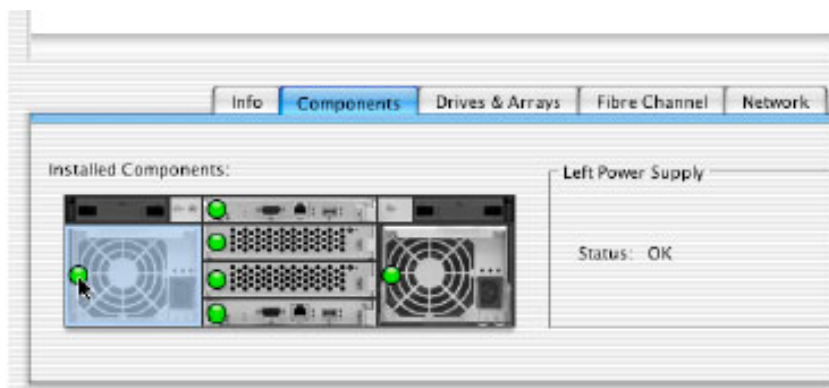 Info
Components
Drives & Arrays
Fibre Channel
Network
Installed Components:
Left Power Supply
Status: OK